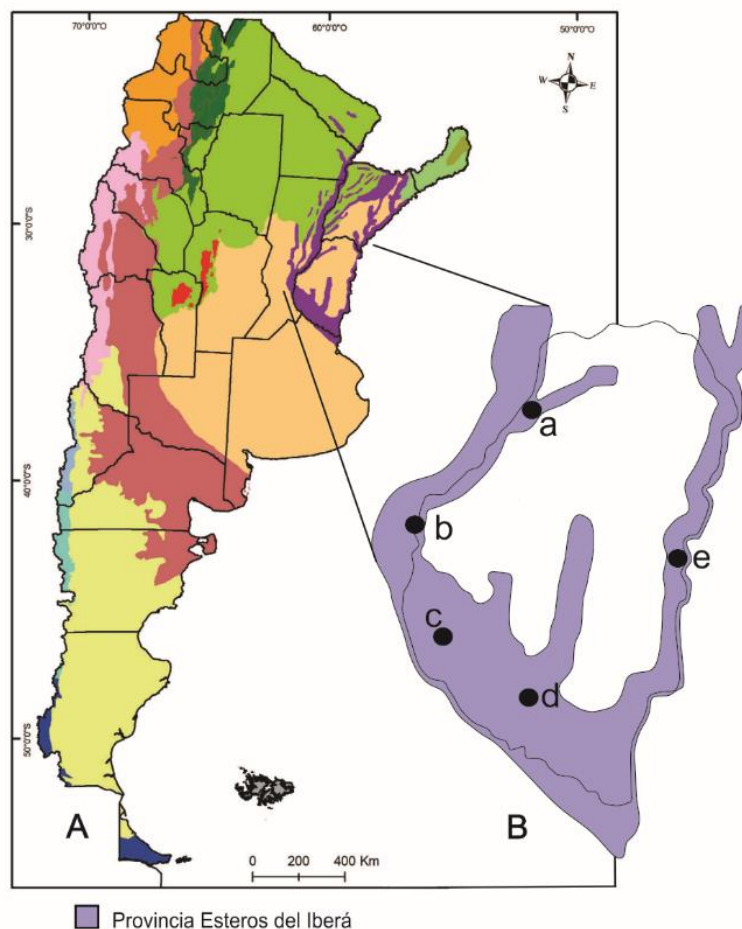 70°0'0"O 60°0'0"O 50°0'0"O
N
W E
S
30°0'0"S
a
b
e
c
40°0'0"S
d
50°0'0"S
A B
0 200 400 Km
Provincia Esteros del Iberá